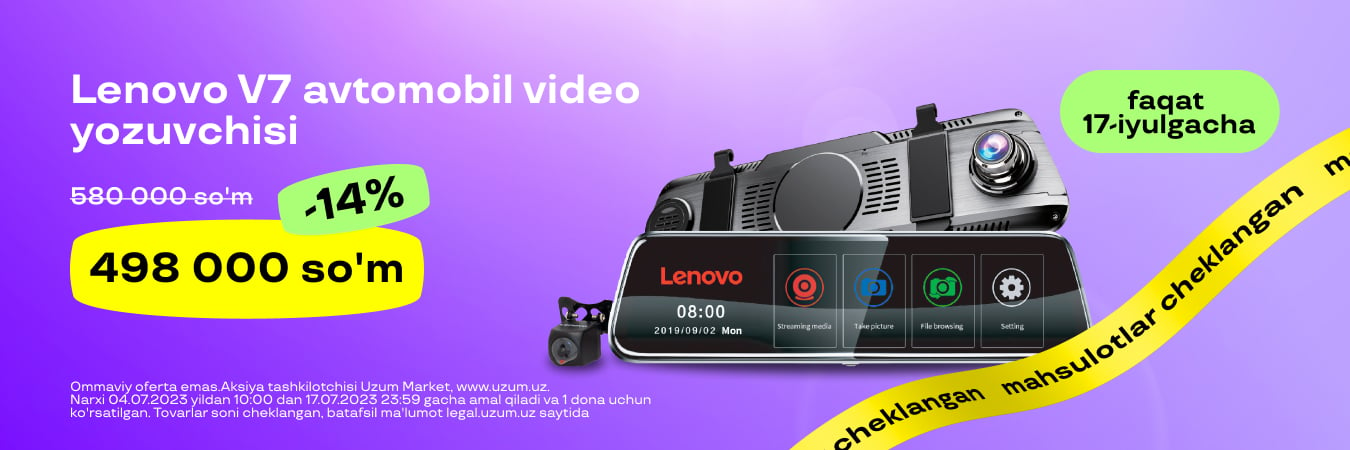 Lenovo V7 avtomobil video
yozuvchisi
580 000 so'm
-14%
498 000 so'm
faqat
17-iyulgacha
Lenovo
08:00
2019/09/02 Mon
Streaming media
Take picture
File browsing
Setting
cheklangan mahsulotlar cheklangan m
Ommaviy oferta emas.Aksiya tashkilotchisi Uzum Market, www.uzum.uz.
Narxi 04.07.2023 yildan 10:00 dan 17.07.2023 23:59 gacha amal qiladi va 1 dona uchun
ko'rsatilgan. Tovarlar soni cheklangan, batafsil ma'lumot legal.uzum.uz saytida